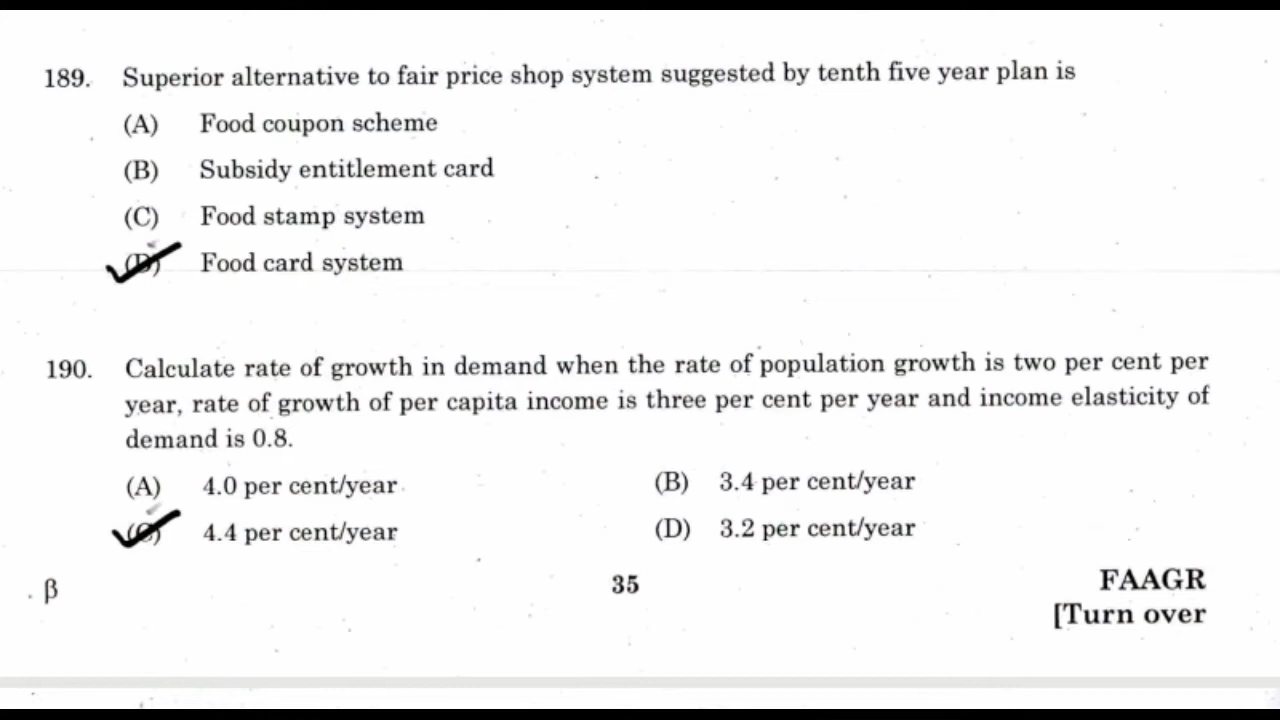 189. Superior alternative to fair price shop system suggested by tenth five year plan is
(A) Food coupon scheme
(B) Subsidy entitlement card
(C) Food stamp system
(D) Food card system
190. Calculate rate of growth in demand when the rate of population growth is two per cent per
year, rate of growth of per capita income is three per cent per year and income elasticity of
demand is 0.8.
(A) 4.0 per cent/year (B) 3.4 per cent/year
(C) 4.4 per cent/year (D) 3.2 per cent/year
β 35 FAAGR
[Turn over